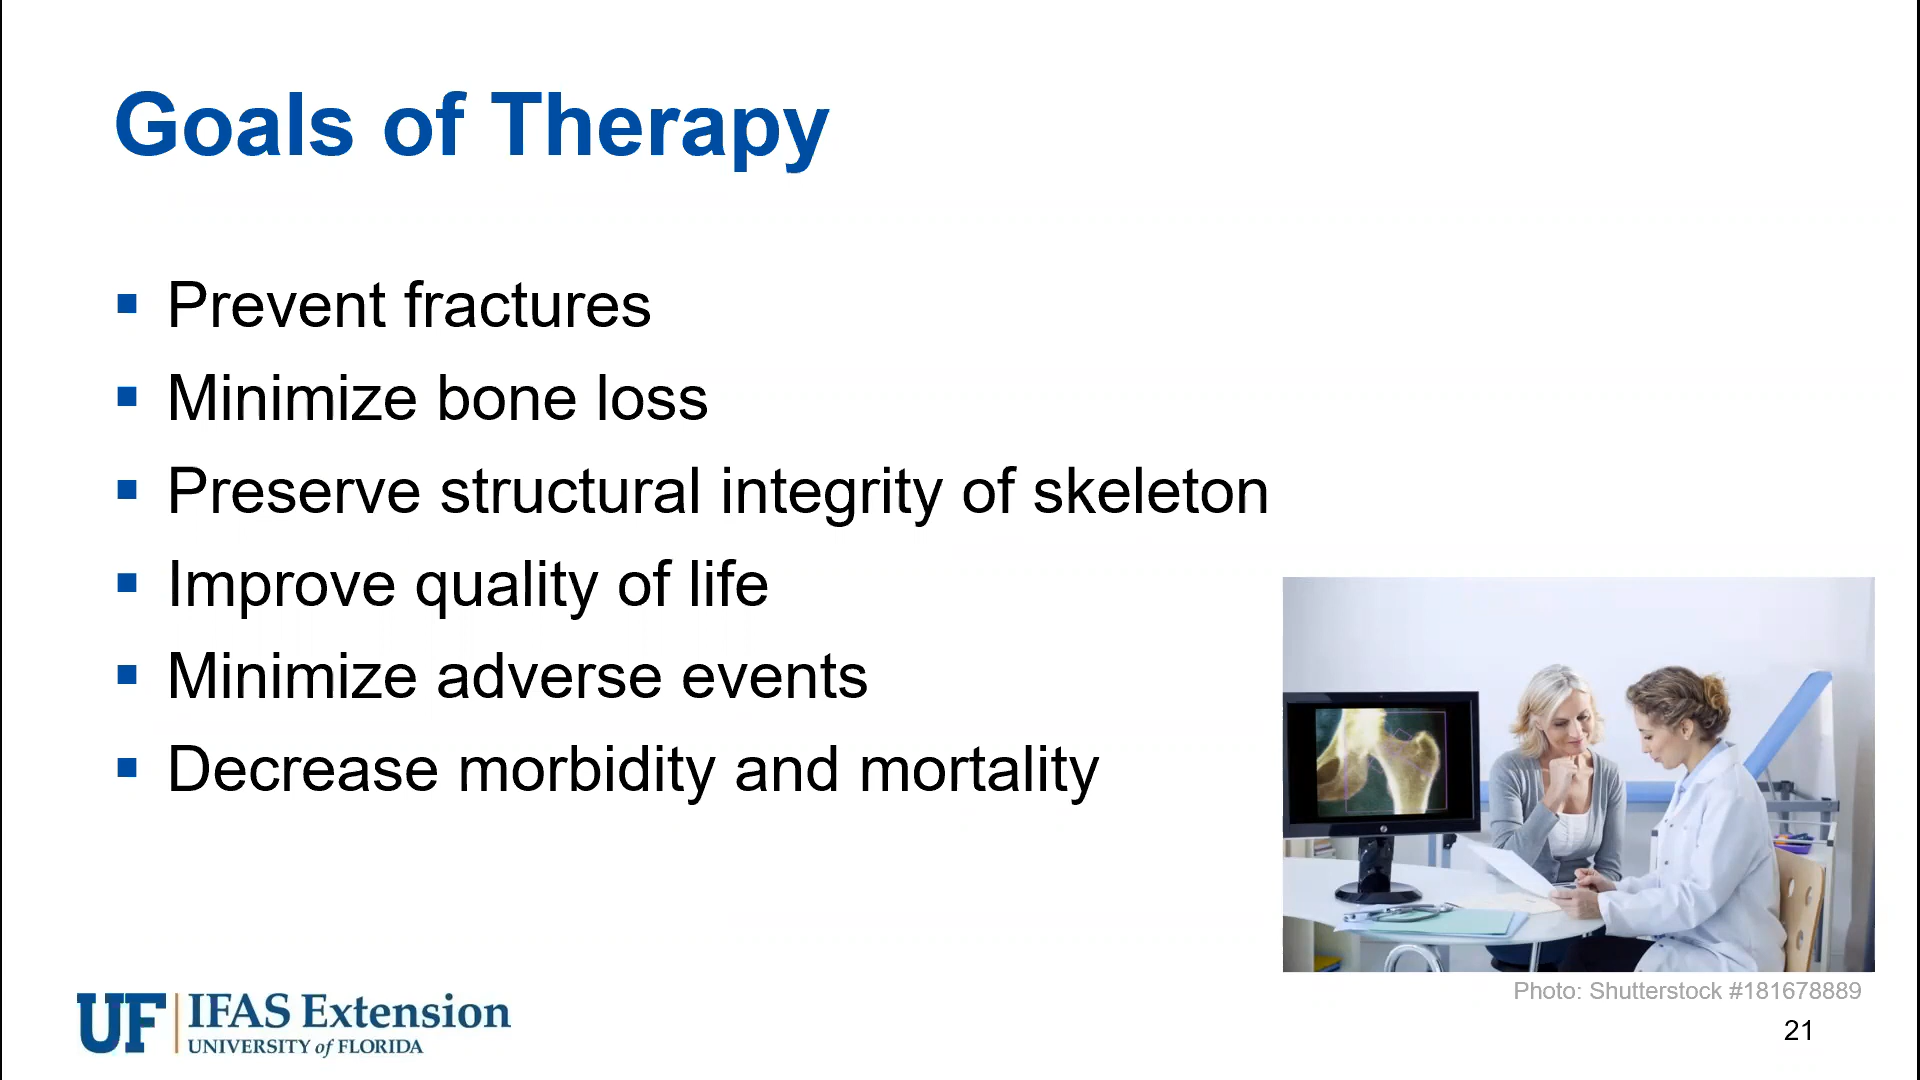 Goals of Therapy
▪ Prevent fractures
▪ Minimize bone loss
▪ Preserve structural integrity of skeleton
▪ Improve quality of life
▪ Minimize adverse events
▪ Decrease morbidity and mortality
Photo: Shutterstock #181678889
UF IFAS Extension
UNIVERSITY of FLORIDA
21